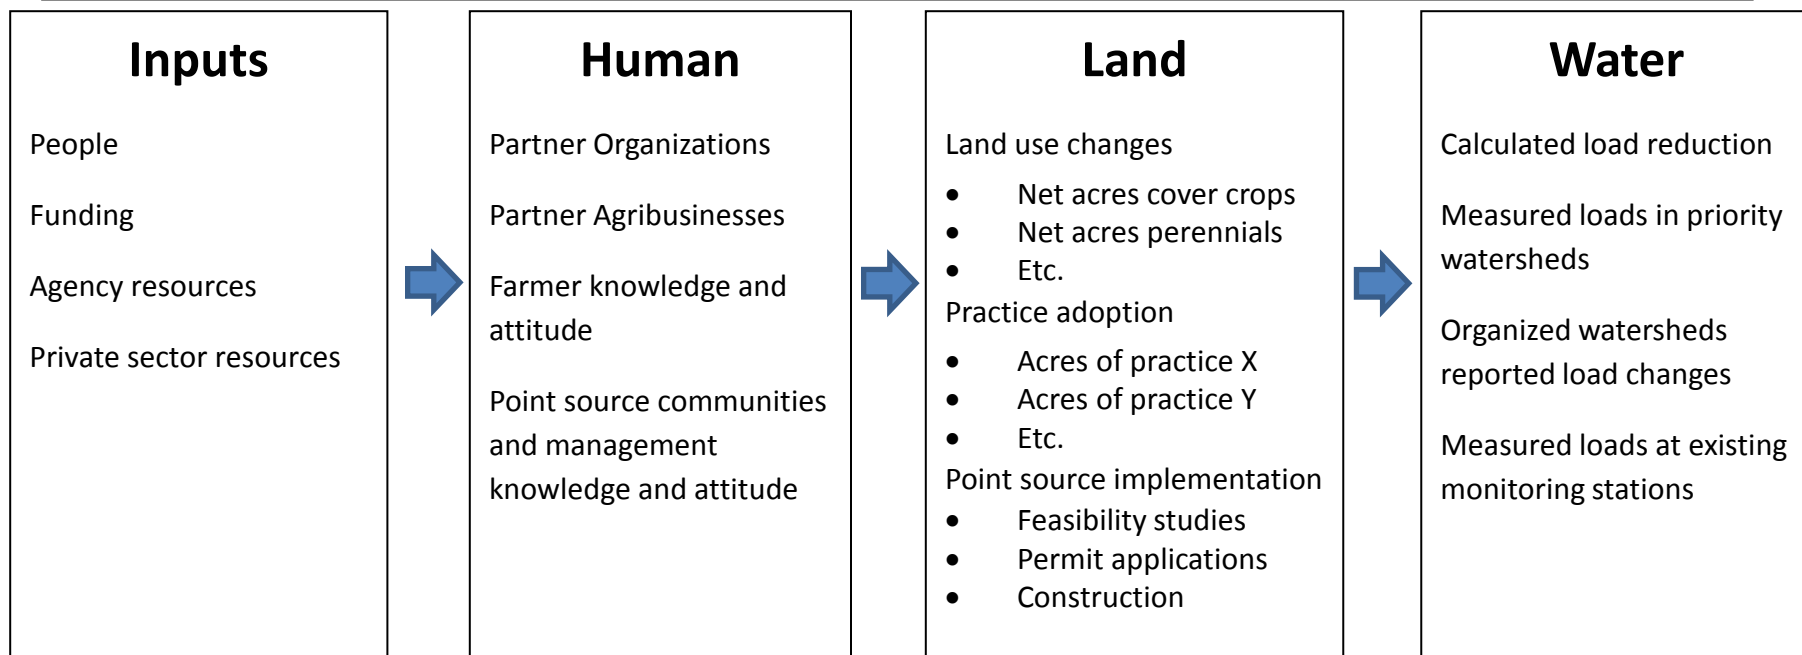 Inputs
People
Funding
Agency resources
Private sector resources
Human
Partner Organizations
Partner Agribusinesses
Farmer knowledge and
attitude
Point source communities
and management
knowledge and attitude
Land
Land use changes
• Net acres cover crops
• Net acres perennials
• Etc.
Practice adoption
• Acres of practice X
• Acres of practice Y
• Etc.
Point source implementation
• Feasibility studies
• Permit applications
• Construction
Water
Calculated load reduction
Measured loads in priority
watersheds
Organized watersheds
reported load changes
Measured loads at existing
monitoring stations